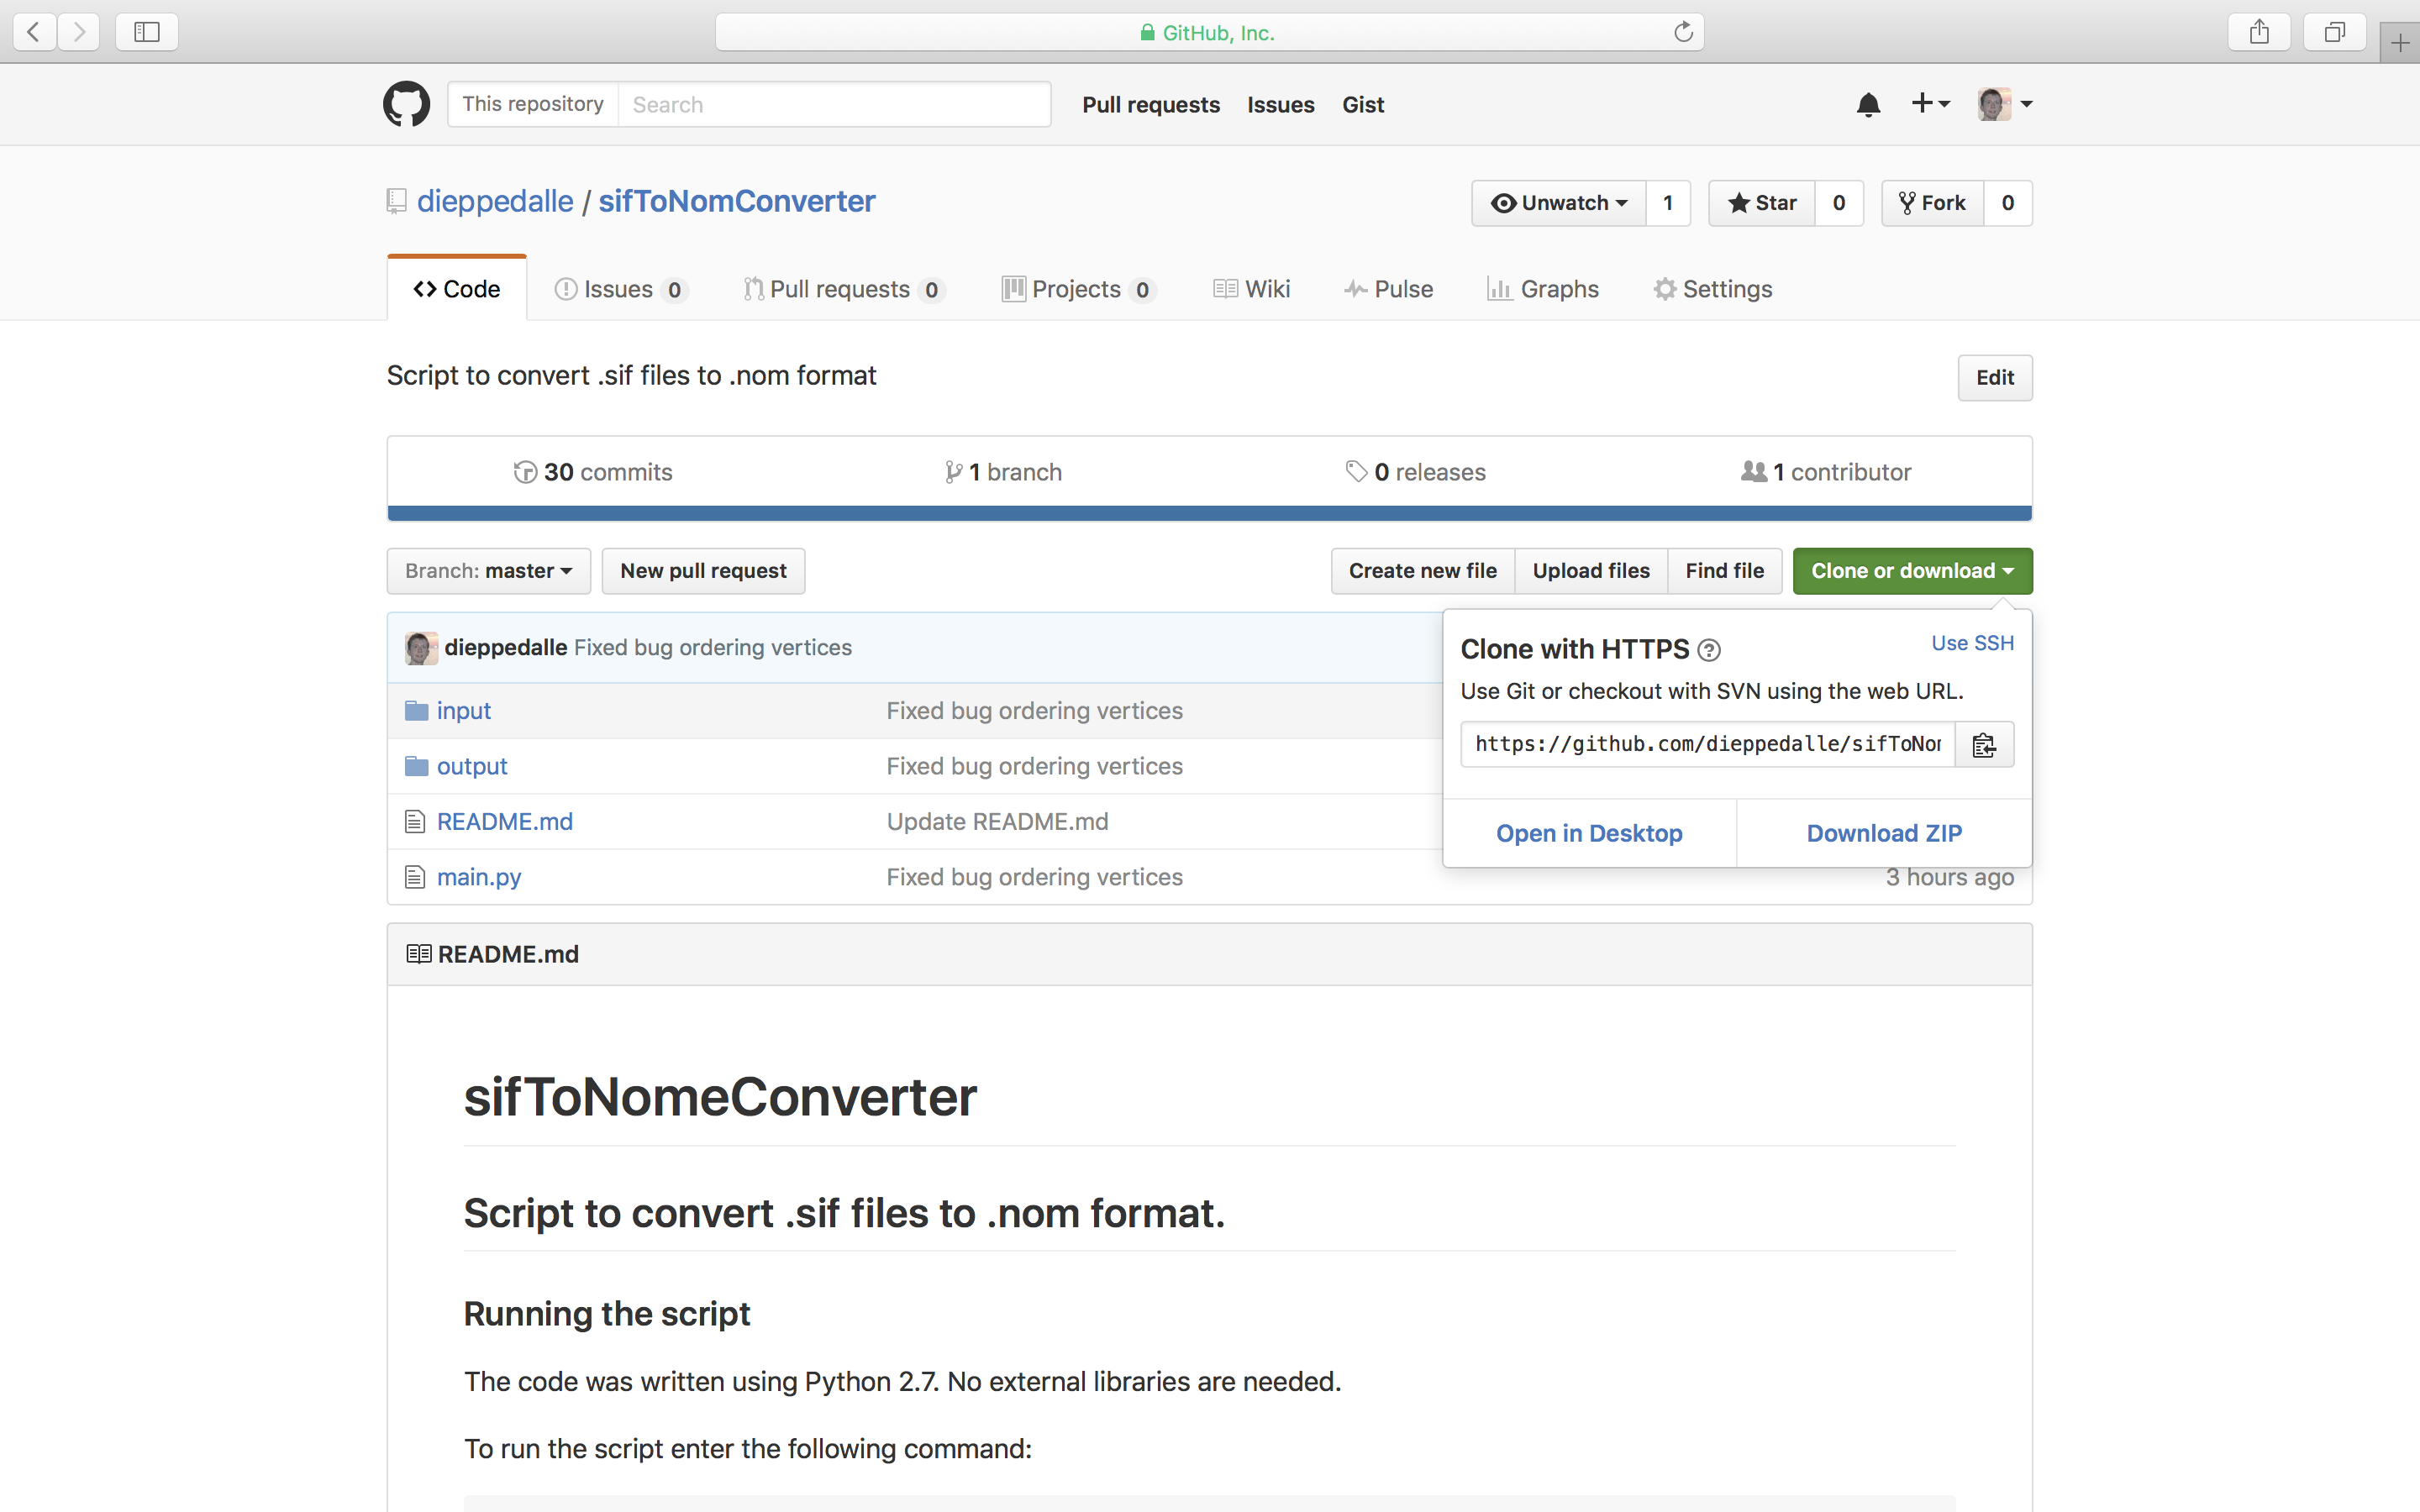 GitHub, Inc.
This repository Search Pull requests Issues Gist
dieppedalle / sifToNomConverter Unwatch 1 Star 0 Fork 0
Code Issues 0 Pull requests 0 Projects 0 Wiki Pulse Graphs Settings
Script to convert .sif files to .nom format Edit
30 commits 1 branch 0 releases 1 contributor
Branch: master New pull request Create new file Upload files Find file Clone or download
dieppedalle Fixed bug ordering vertices
input Fixed bug ordering vertices
output Fixed bug ordering vertices
README.md Update README.md
main.py Fixed bug ordering vertices 3 hours ago
Clone with HTTPS Use SSH
Use Git or checkout with SVN using the web URL.
https://github.com/dieppedalle/sifToNor
Open in Desktop Download ZIP
README.md
sifToNomeConverter
Script to convert .sif files to .nom format.
Running the script
The code was written using Python 2.7. No external libraries are needed.
To run the script enter the following command: